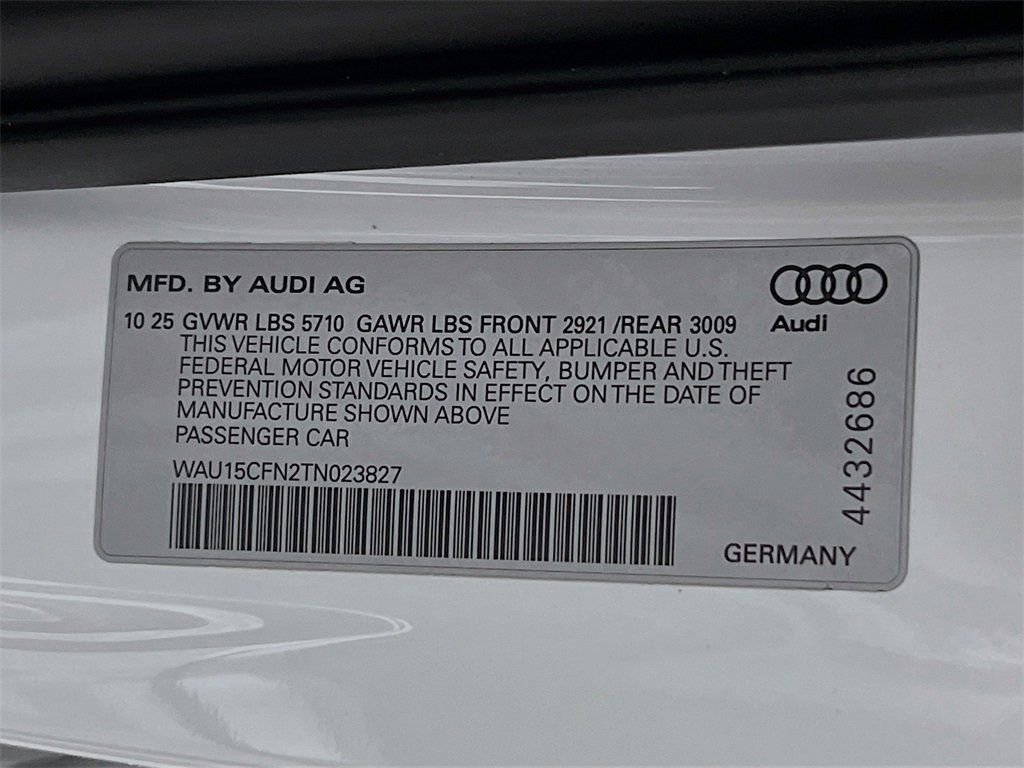 MFD. BY AUDI AG
Audi
10 25 GVWR LBS 5710 GAWR LBS FRONT 2921 /REAR 3009
THIS VEHICLE CONFORMS TO ALL APPLICABLE U.S.
FEDERAL MOTOR VEHICLE SAFETY, BUMPER AND THEFT
PREVENTION STANDARDS IN EFFECT ON THE DATE OF
MANUFACTURE SHOWN ABOVE
PASSENGER CAR
WAU15CFN2TN023827
4432686
GERMANY